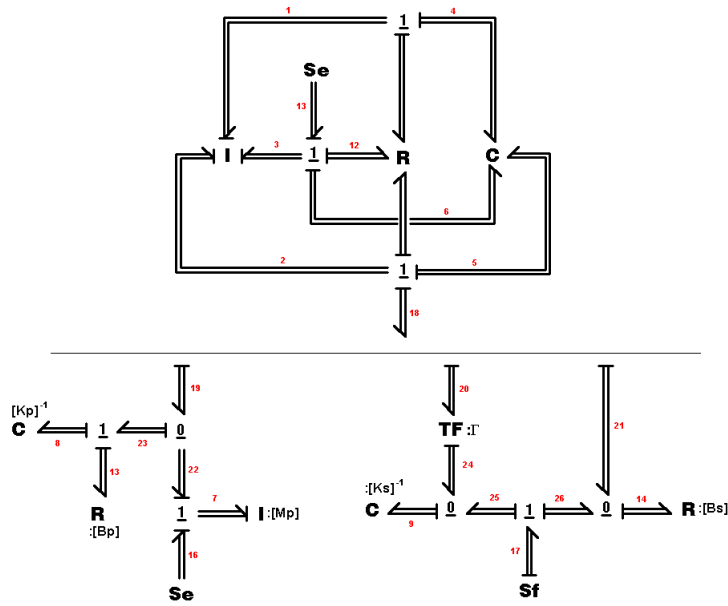 1 4
1
Se
13
I 3 1 12 R C
6
2 1 5
18
19 20
[Kp]⁻¹
C 1 0 TF :Γ 21
8 23
13 22 24
:[Ks]⁻¹
7 25 26 14
R 1 I :[Mp] C 0 1 0 R :[Bs]
:[Bp] 9
16 17
Se Sf